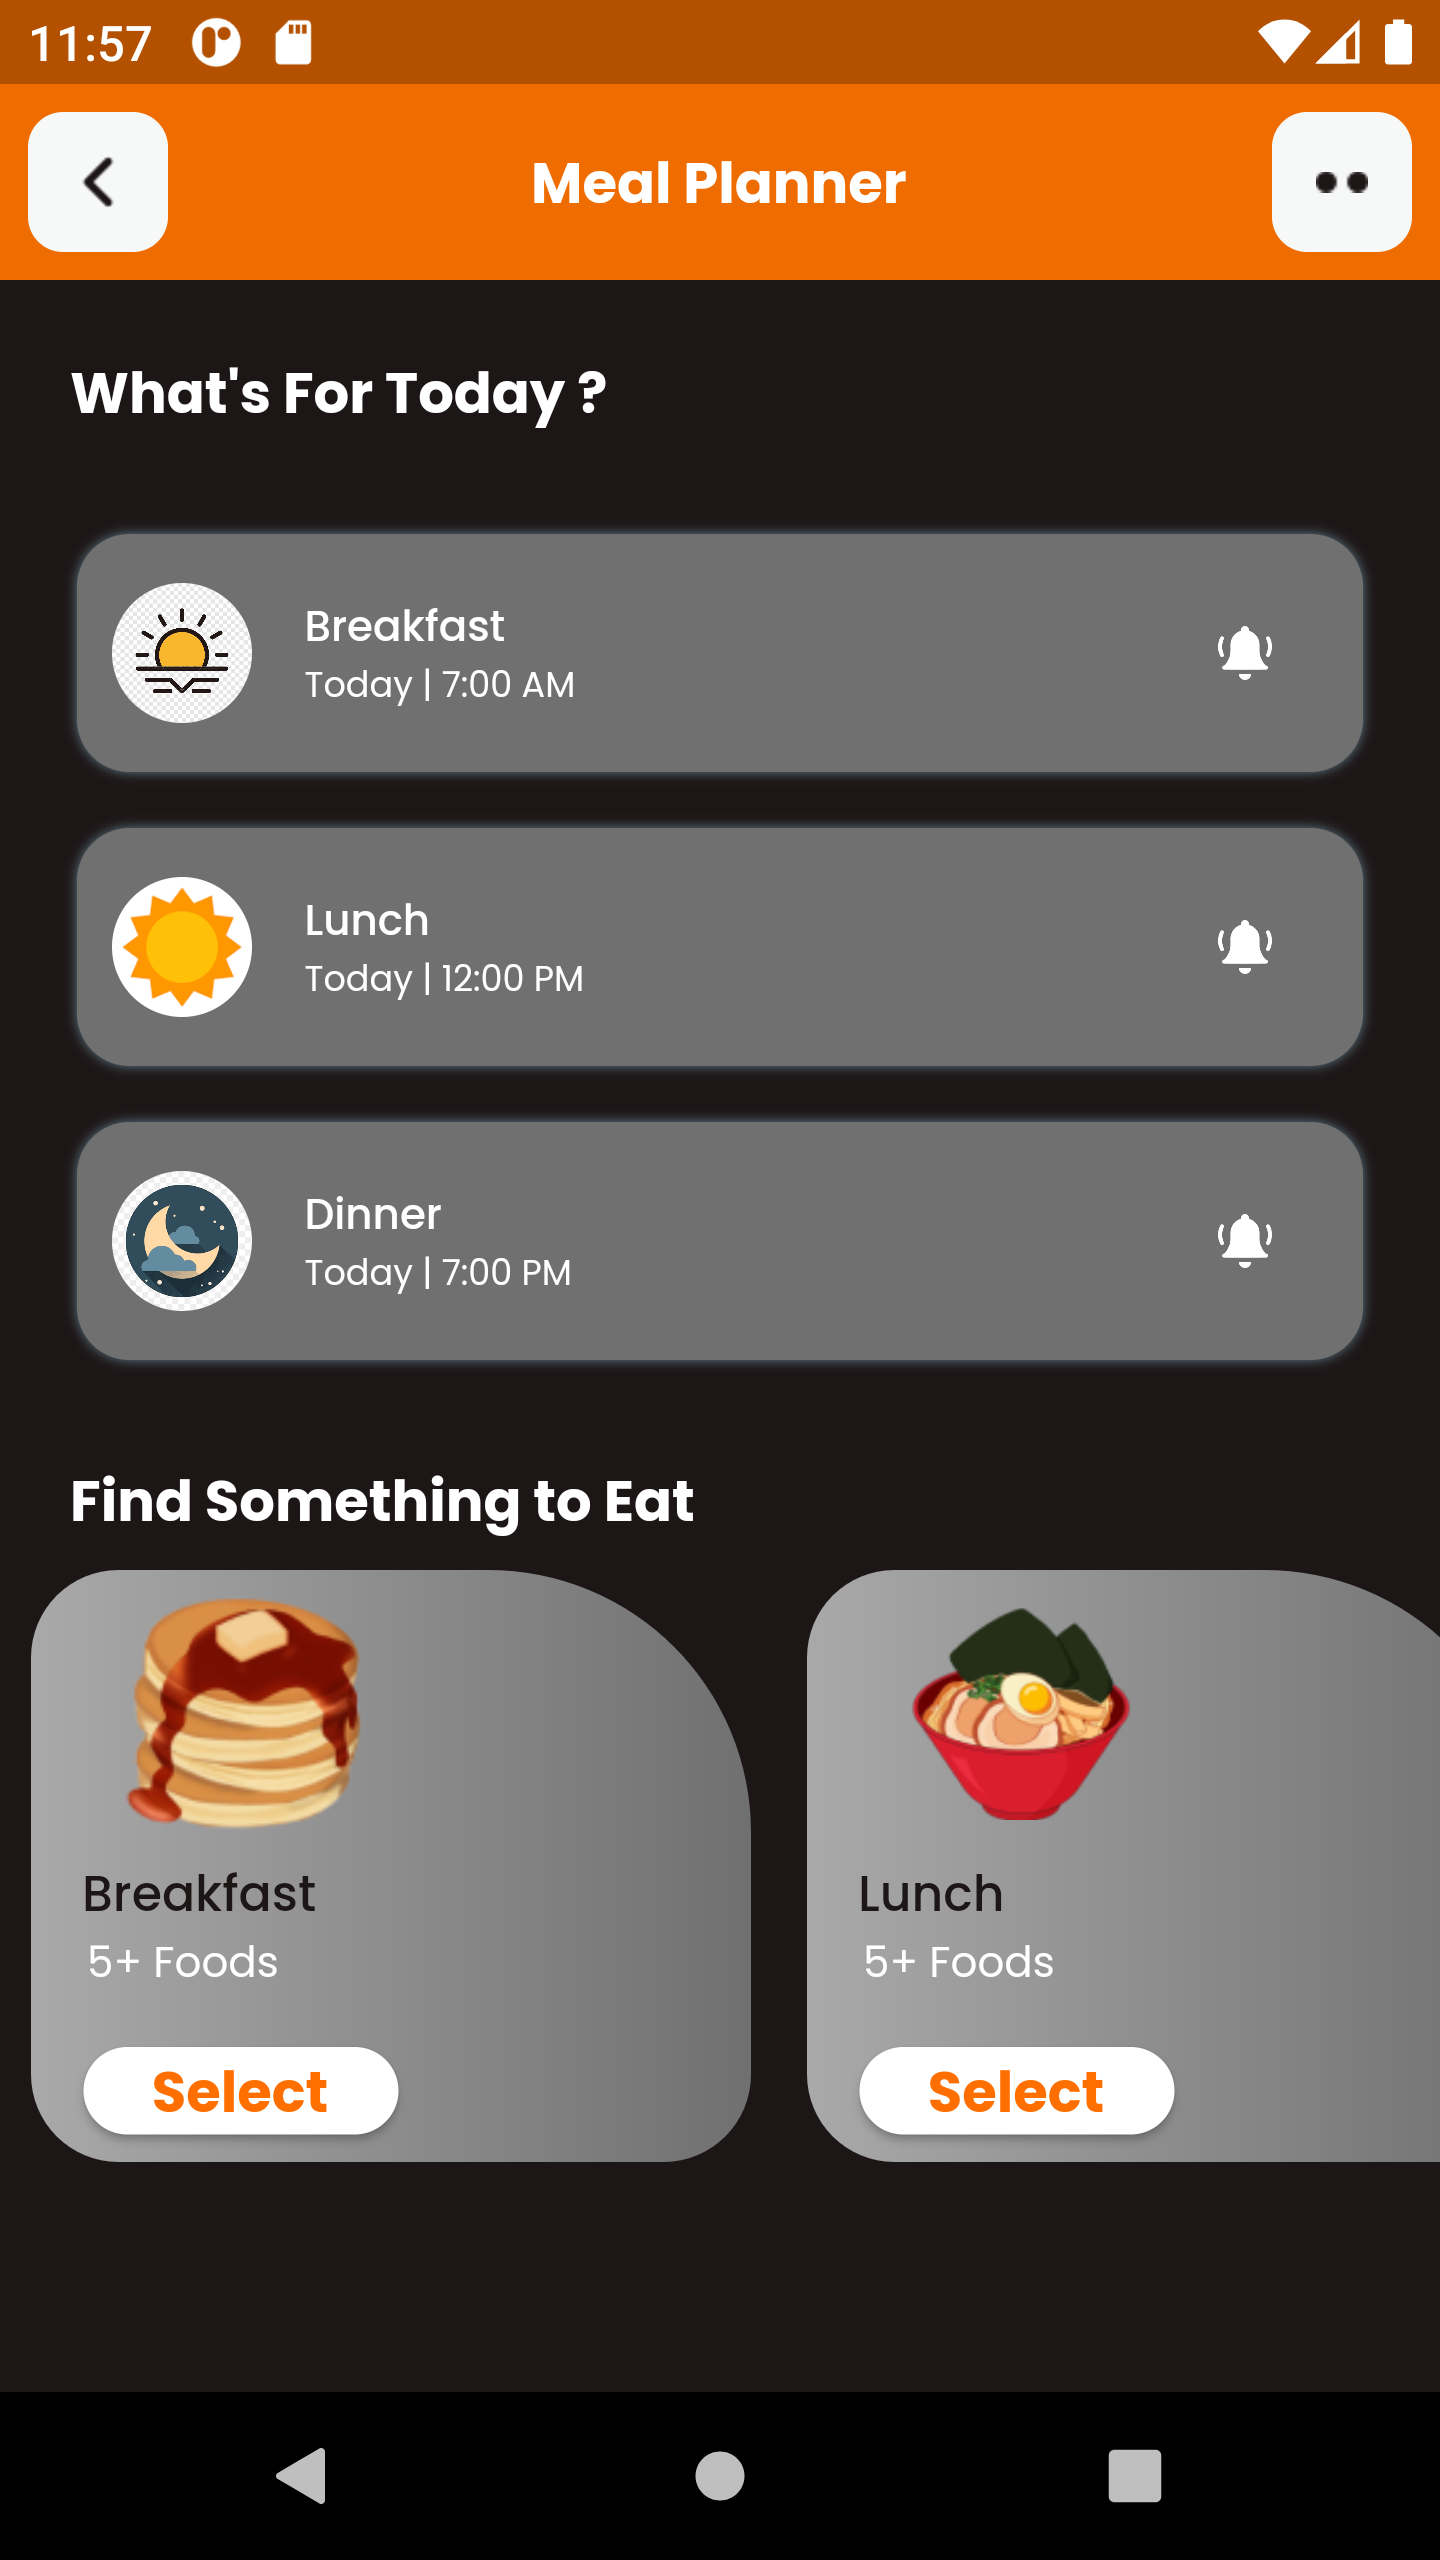 11:57
Meal Planner
What's For Today ?
Breakfast
Today | 7:00 AM
Lunch
Today | 12:00 PM
Dinner
Today | 7:00 PM
Find Something to Eat
Breakfast
5+ Foods
Select
Lunch
5+ Foods
Select